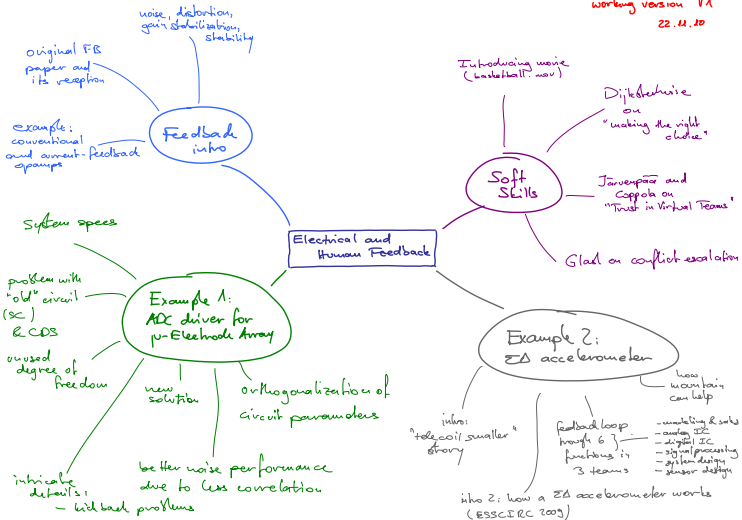 working version V1
22.11.10
noise, distortion,
gain stabilization,
stability
original FB
paper and
its reception
example:
conventional
and current-feedback
opamps
Feedback
intro
Introducing movie
(basketball.mov)
Dijksterhuis
on
"making the right
choice"
Soft
Skills
Järvenpää and
Coppola on
"Trust in Virtual Teams"
Glasl on conflict escalation
Electrical and
Human Feedback
System specs
problem with
"old" circuit
(SC)
& CDS
unused
degree of
freedom
Example 1:
ADC driver for
μ-Electrode Array
new
solution
orthogonalization of
circuit parameters
intricate
details:
- kickback problems
better noise performance
due to less correlation
Example 2:
ΣΔ accelerometer
how
maintain
can help
intro:
"telecoil smaller"
story
feedback loop
trough 6
functions in
3 teams
- marketing & sales
- analog IC
- digital IC
- signal processing
- system design
- sensor design
intro 2: how a ΣΔ accelerometer works
(ESSCIRC 2009)